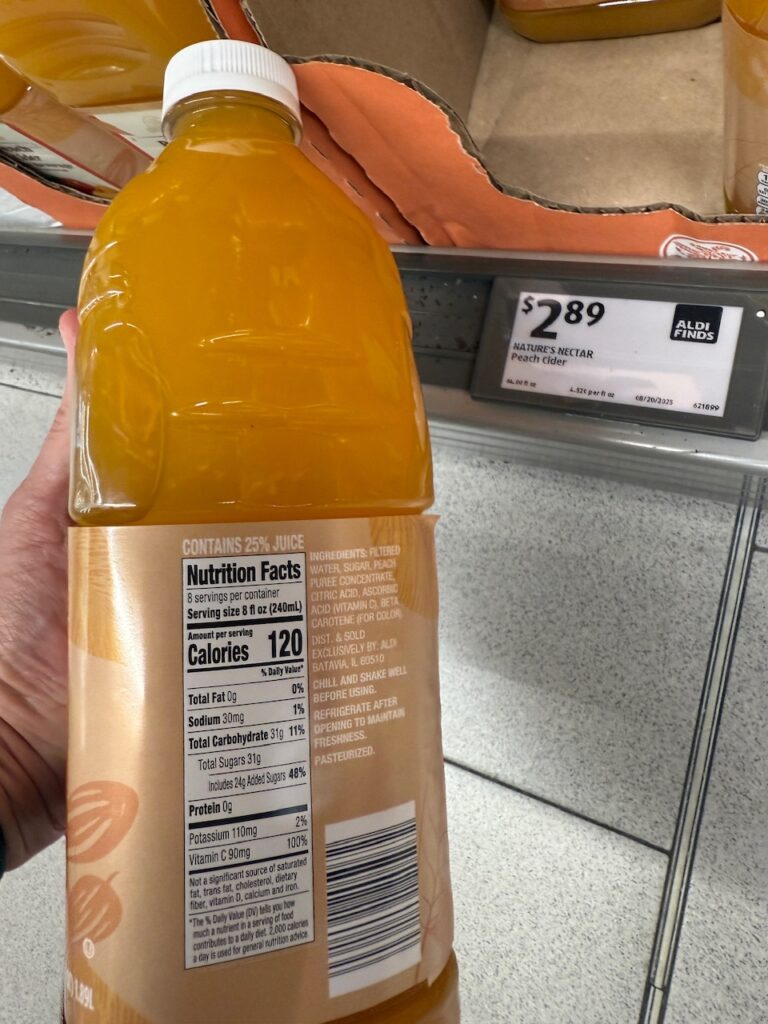 $2.89
ALDI
FINDS
NATURE'S NECTAR
Peach Cider
64.00 fl oz
4.52¢ per fl oz
08/20/2025
621899
CONTAINS 25% JUICE
Nutrition Facts
8 servings per container
Serving size 8 fl oz (240mL)
Amount per serving
Calories 120
% Daily Value*
Total Fat 0g 0%
Sodium 30mg 1%
Total Carbohydrate 31g 11%
Total Sugars 31g
Includes 24g Added Sugars 48%
Protein 0g
Potassium 110mg 2%
Vitamin C 90mg 100%
Not a significant source of saturated
fat, trans fat, cholesterol, dietary
fiber, vitamin D, calcium and iron.
*The % Daily Value (DV) tells you how
much a nutrient in a serving of food
contributes to a daily diet. 2,000 calories
a day is used for general nutrition advice
INGREDIENTS: FILTERED
WATER, SUGAR, PEACH
PUREE CONCENTRATE,
CITRIC ACID, ASCORBIC
ACID (VITAMIN C), BETA
CAROTENE (FOR COLOR).
DIST. & SOLD
EXCLUSIVELY BY: ALDI
BATAVIA, IL 60510
CHILL AND SHAKE WELL
BEFORE USING.
REFRIGERATE AFTER
OPENING TO MAINTAIN
FRESHNESS.
PASTEURIZED.
1.89L